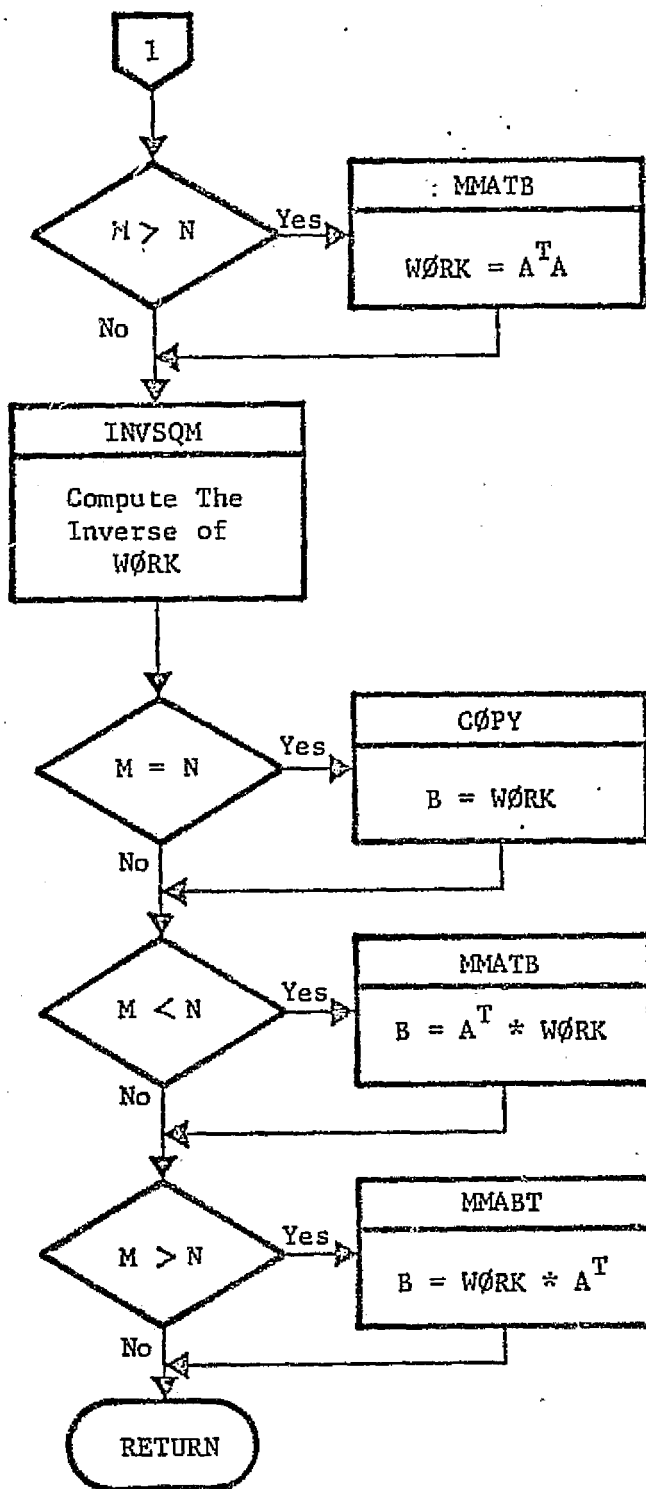 1
M > N
Yes
No
: MMATB
WØRK = A^T A
INVSQM
Compute The
Inverse of
WØRK
M = N
Yes
No
CØPY
B = WØRK
M < N
Yes
No
MMATB
B = A^T * WØRK
M > N
Yes
No
MMABT
B = WØRK * A^T
RETURN